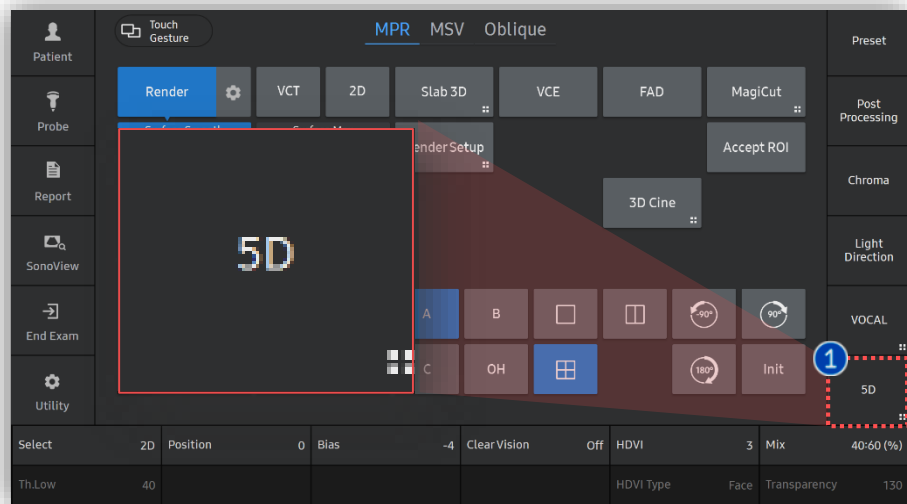 Patient
Probe
Report
SonoView
End Exam
Utility
Touch
Gesture
MPR MSV Oblique
Render VCT 2D Slab 3D VCE FAD MagiCut
Setup Accept ROI
3D Cine
5D
A B -90° 90°
C OH 180° Init
Preset
Post
Processing
Chroma
Light
Direction
VOCAL
1
5D
Select 2D Position 0 Bias -4 ClearVision Off HDVI 3 Mix 40:60 (%)
Th.Low 40 HDVI Type Face Transparency 130